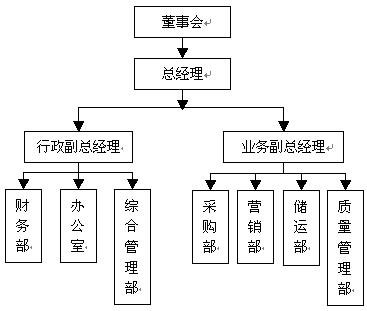 董事会
总经理
行政副总经理
业务副总经理
财务部
办公室
综合管理部
采购部
营销部
储运部
质量管理部